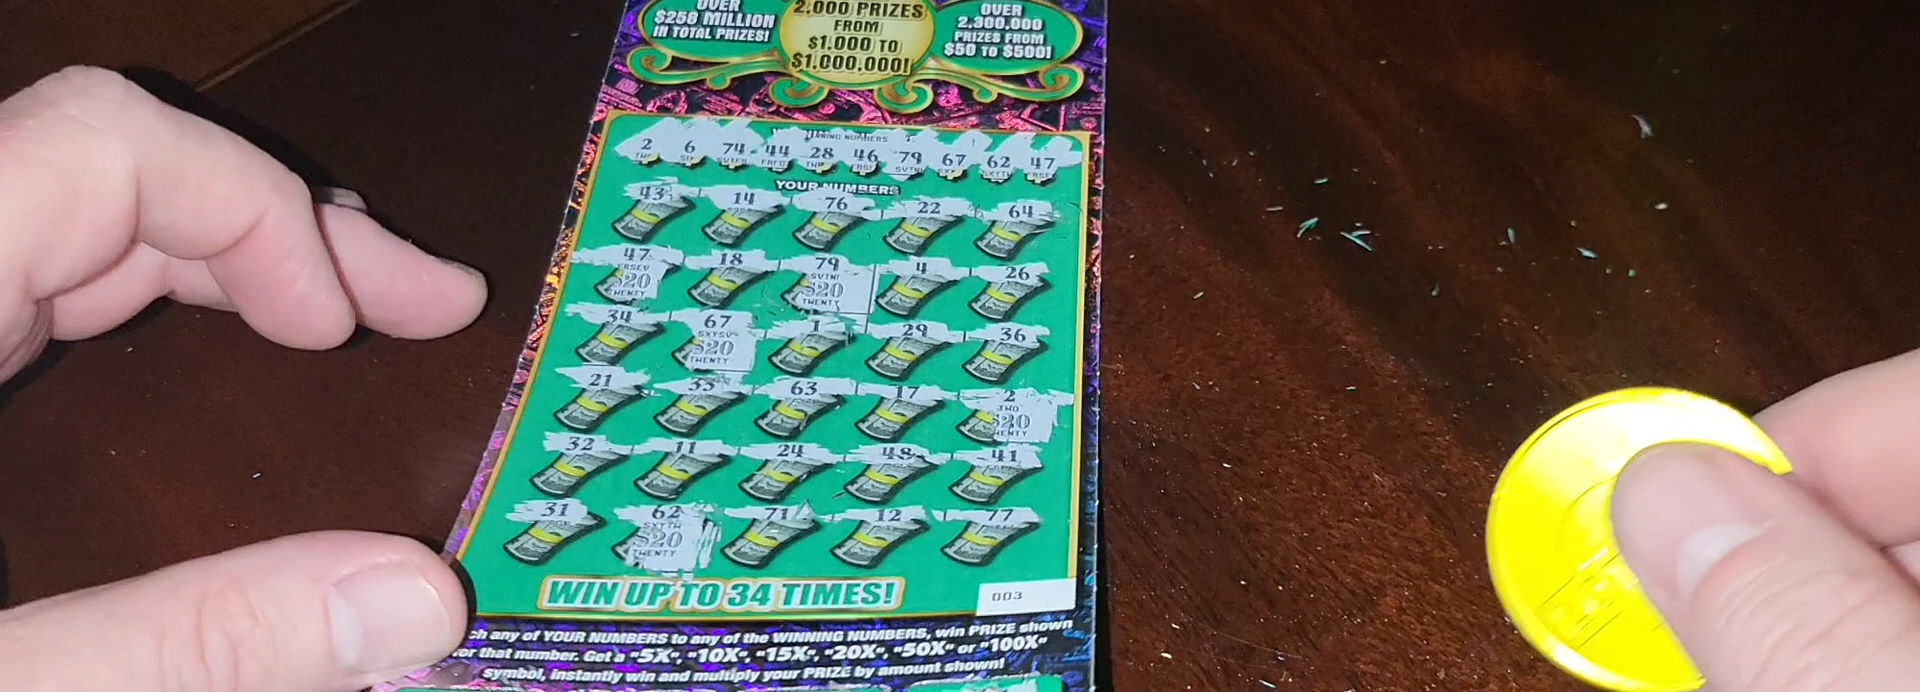 OVER
$258 MILLION
IN TOTAL PRIZES!
2,000 PRIZES
FROM
$1,000 TO
$1,000,000!
OVER
2,300,000
PRIZES FROM
$50 TO $500!
WINNING NUMBERS
2 6 74 44 28 46 79 67 62 47
YOUR NUMBERS
43 14 76 22 64
47 18 79 4 26
$20 $20
TWENTY
34 67 1 29 36
$20
TWENTY
21 33 63 17 2
TWO
$20
32 11 24 48 41
31 62 71 12 77
SXYTW
$20
TWENTY
WIN UP TO 34 TIMES!
003
any of YOUR NUMBERS to any of the WINNING NUMBERS, win PRIZE shown
for that number. Get a "5X", "10X", "15X", "20X", "50X" or "100X"
symbol, instantly win and multiply your PRIZE by amount shown!